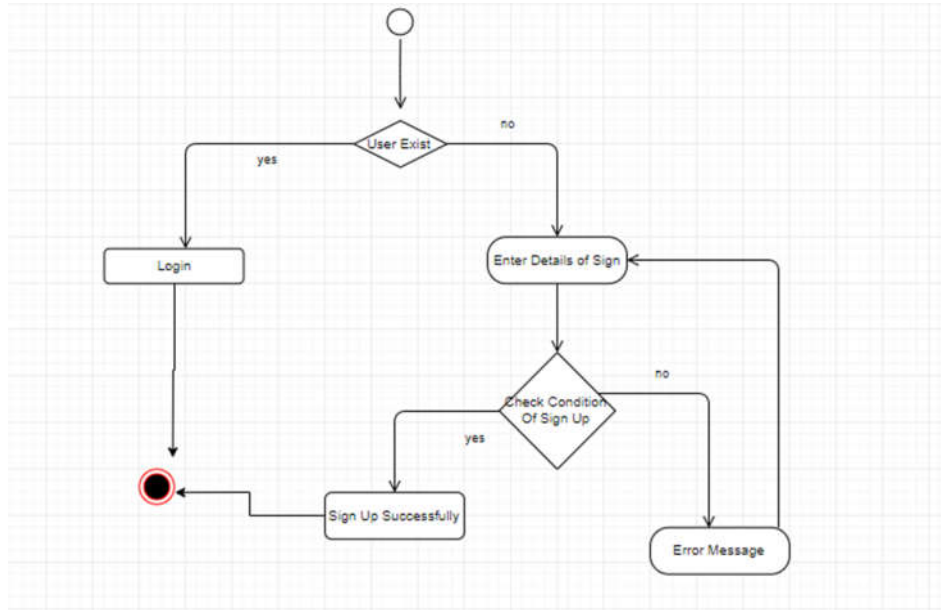 no
User Exist
yes
Login
Enter Details of Sign
no
Check Condition
Of Sign Up
yes
Sign Up Successfully
Error Message